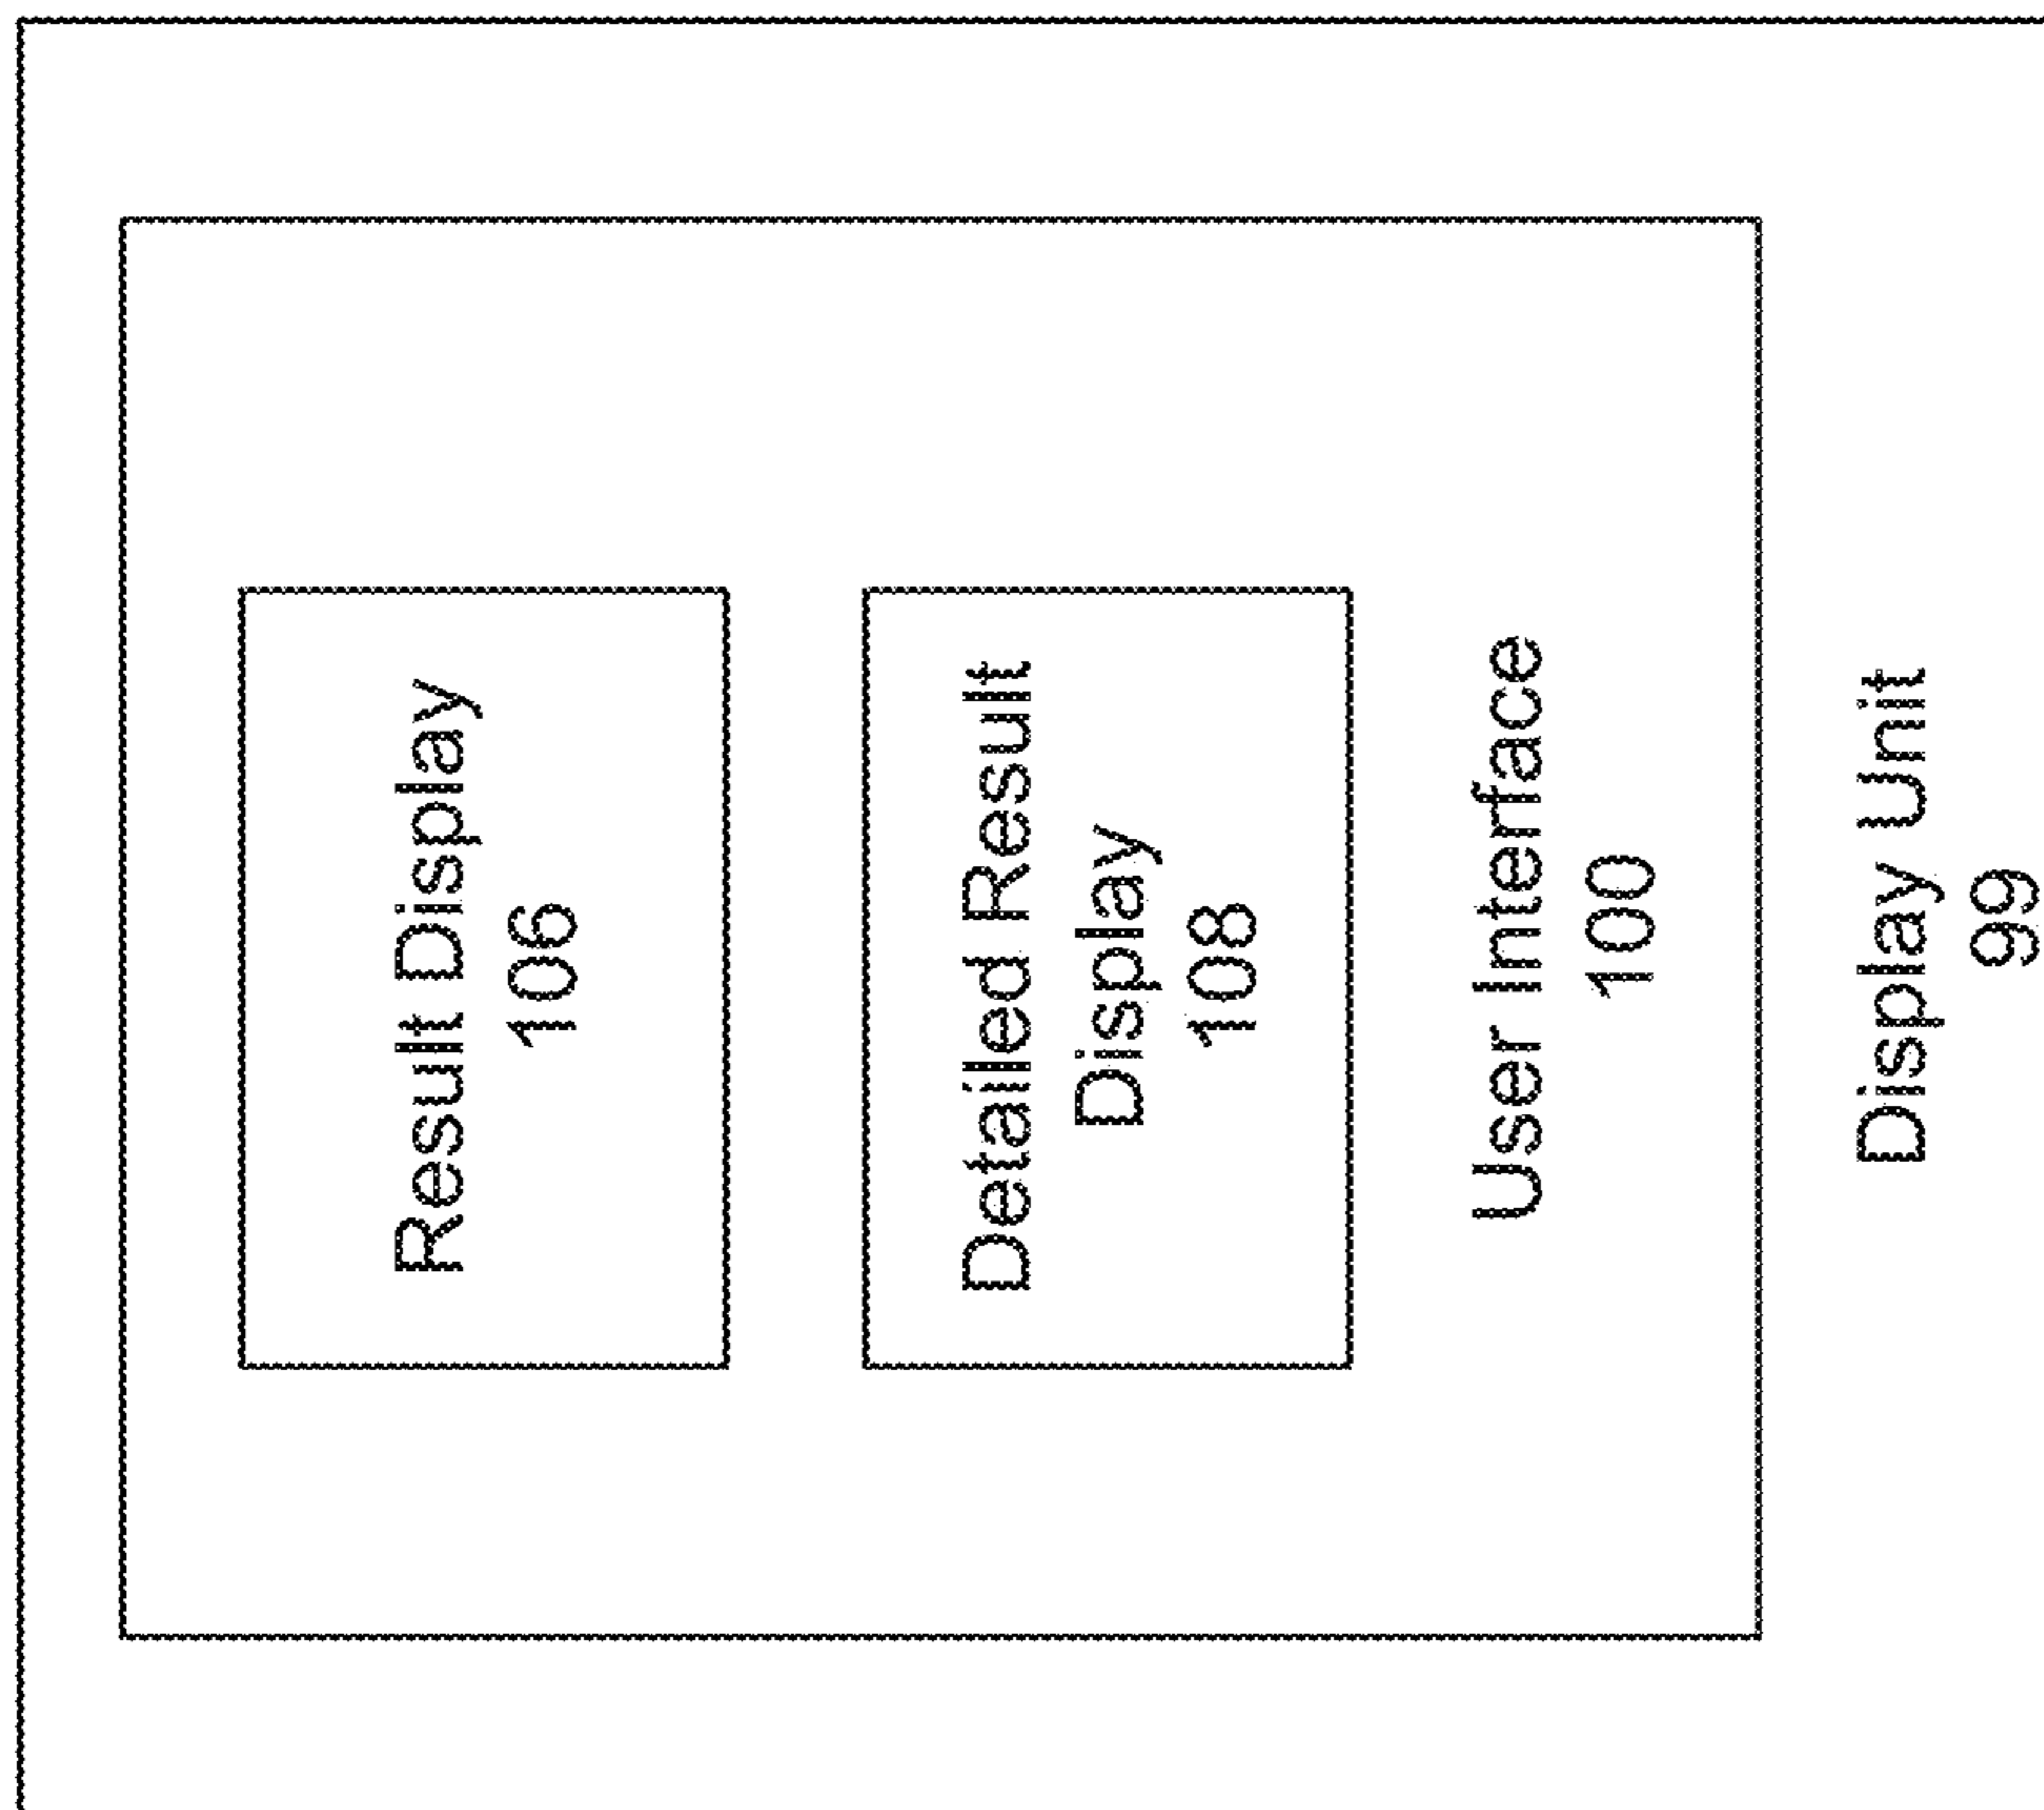 Result Display
106
Detailed Result
Display
108
User Interface
100
Display Unit
99